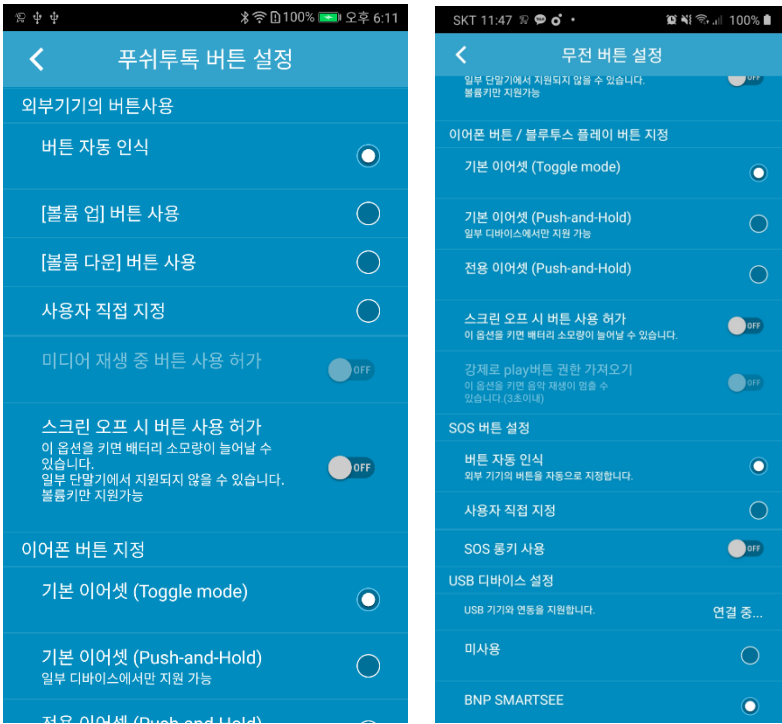 100% 오후 6:11
푸쉬투톡 버튼 설정
외부기기의 버튼사용
버튼 자동 인식
[볼륨 업] 버튼 사용
[볼륨 다운] 버튼 사용
사용자 직접 지정
미디어 재생 중 버튼 사용 허가
OFF
스크린 오프 시 버튼 사용 허가
이 옵션을 키면 배터리 소모량이 늘어날 수
있습니다.
일부 단말기에서 지원되지 않을 수 있습니다.
볼륨키만 지원가능
OFF
이어폰 버튼 지정
기본 이어셋 (Toggle mode)
기본 이어셋 (Push-and-Hold)
일부 디바이스에서만 지원 가능
전용 이어셋 (Push-and-Hold)
SKT 11:47 100%
무전 버튼 설정
일부 단말기에서 지원되지 않을 수 있습니다.
볼륨키만 지원가능
OFF
이어폰 버튼 / 블루투스 플레이 버튼 지정
기본 이어셋 (Toggle mode)
기본 이어셋 (Push-and-Hold)
일부 디바이스에서만 지원 가능
전용 이어셋 (Push-and-Hold)
스크린 오프 시 버튼 사용 허가
이 옵션을 키면 배터리 소모량이 늘어날 수 있습니다.
OFF
강제로 play버튼 권한 가져오기
이 옵션을 키면 음악 재생이 멈출 수
있습니다.(3초이내)
OFF
SOS 버튼 설정
버튼 자동 인식
외부 기기의 버튼을 자동으로 지정합니다.
사용자 직접 지정
SOS 롱키 사용
OFF
USB 디바이스 설정
USB 기기와 연동을 지원합니다.
연결 중...
미사용
BNP SMARTSEE